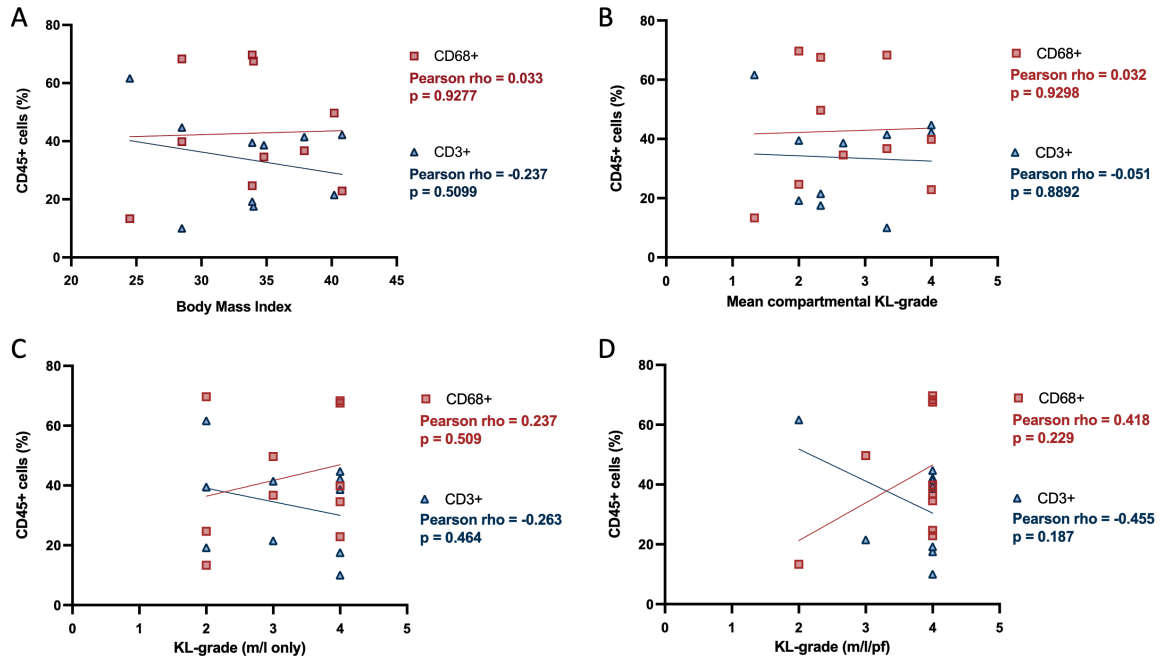 A
80
60
40
20
0
CD45+ cells (%)
20 25 30 35 40 45
Body Mass Index
CD68+
Pearson rho = 0.033
p = 0.9277
CD3+
Pearson rho = -0.237
p = 0.5099
B
80
60
40
20
0
CD45+ cells (%)
0 1 2 3 4 5
Mean compartmental KL-grade
CD68+
Pearson rho = 0.032
p = 0.9298
CD3+
Pearson rho = -0.051
p = 0.8892
C
80
60
40
20
0
CD45+ cells (%)
0 1 2 3 4 5
KL-grade (m/l only)
CD68+
Pearson rho = 0.237
p = 0.509
CD3+
Pearson rho = -0.263
p = 0.464
D
80
60
40
20
0
CD45+ cells (%)
0 1 2 3 4 5
KL-grade (m/l/pf)
CD68+
Pearson rho = 0.418
p = 0.229
CD3+
Pearson rho = -0.455
p = 0.187